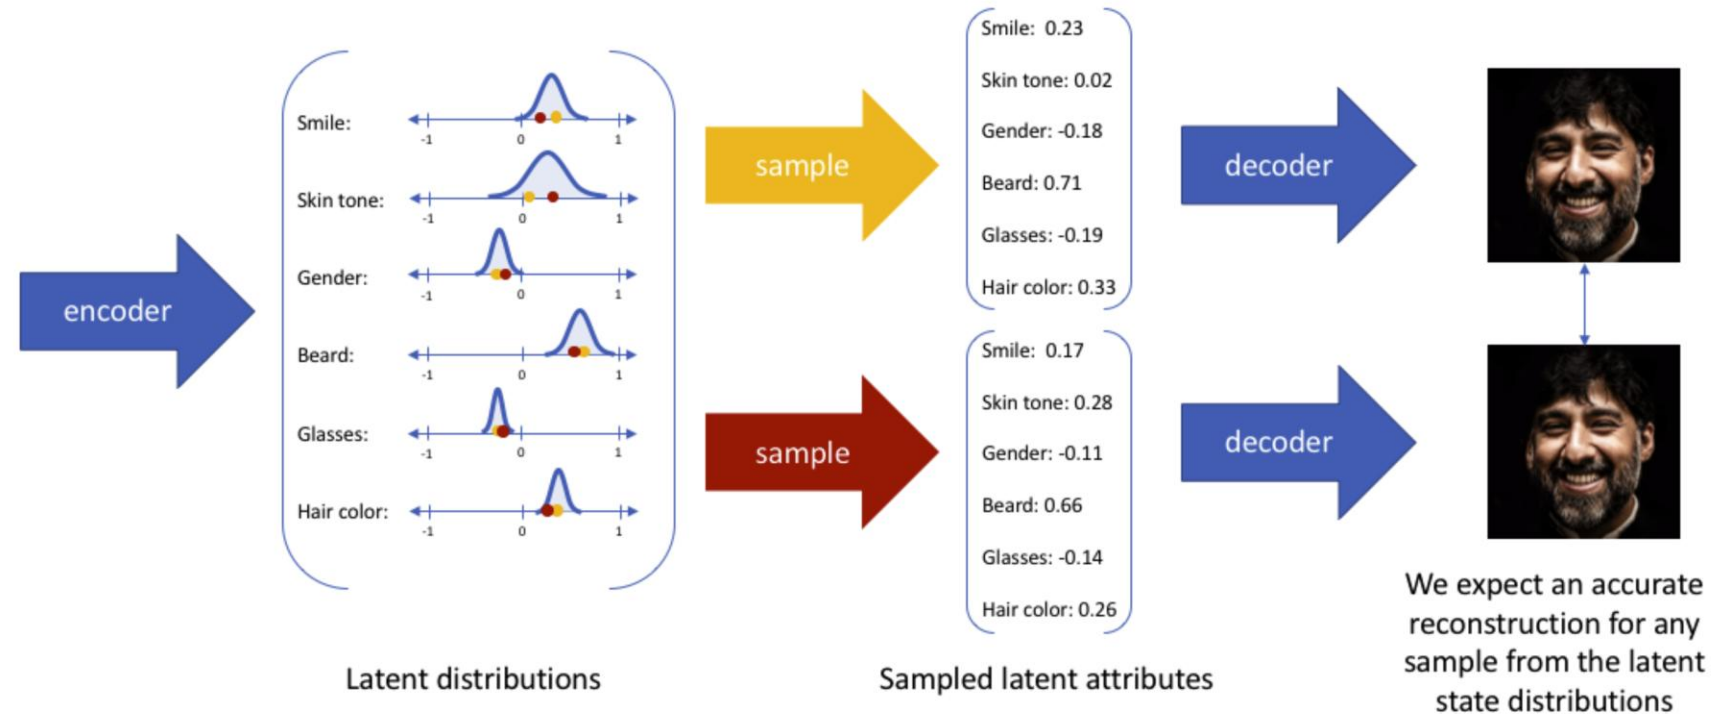 encoder
Smile:
-1 0 1
Skin tone:
-1 0 1
Gender:
-1 0 1
Beard:
-1 0 1
Glasses:
-1 0 1
Hair color:
-1 0 1
Latent distributions
sample
sample
Smile: 0.23
Skin tone: 0.02
Gender: -0.18
Beard: 0.71
Glasses: -0.19
Hair color: 0.33
Smile: 0.17
Skin tone: 0.28
Gender: -0.11
Beard: 0.66
Glasses: -0.14
Hair color: 0.26
Sampled latent attributes
decoder
decoder
We expect an accurate
reconstruction for any
sample from the latent
state distributions